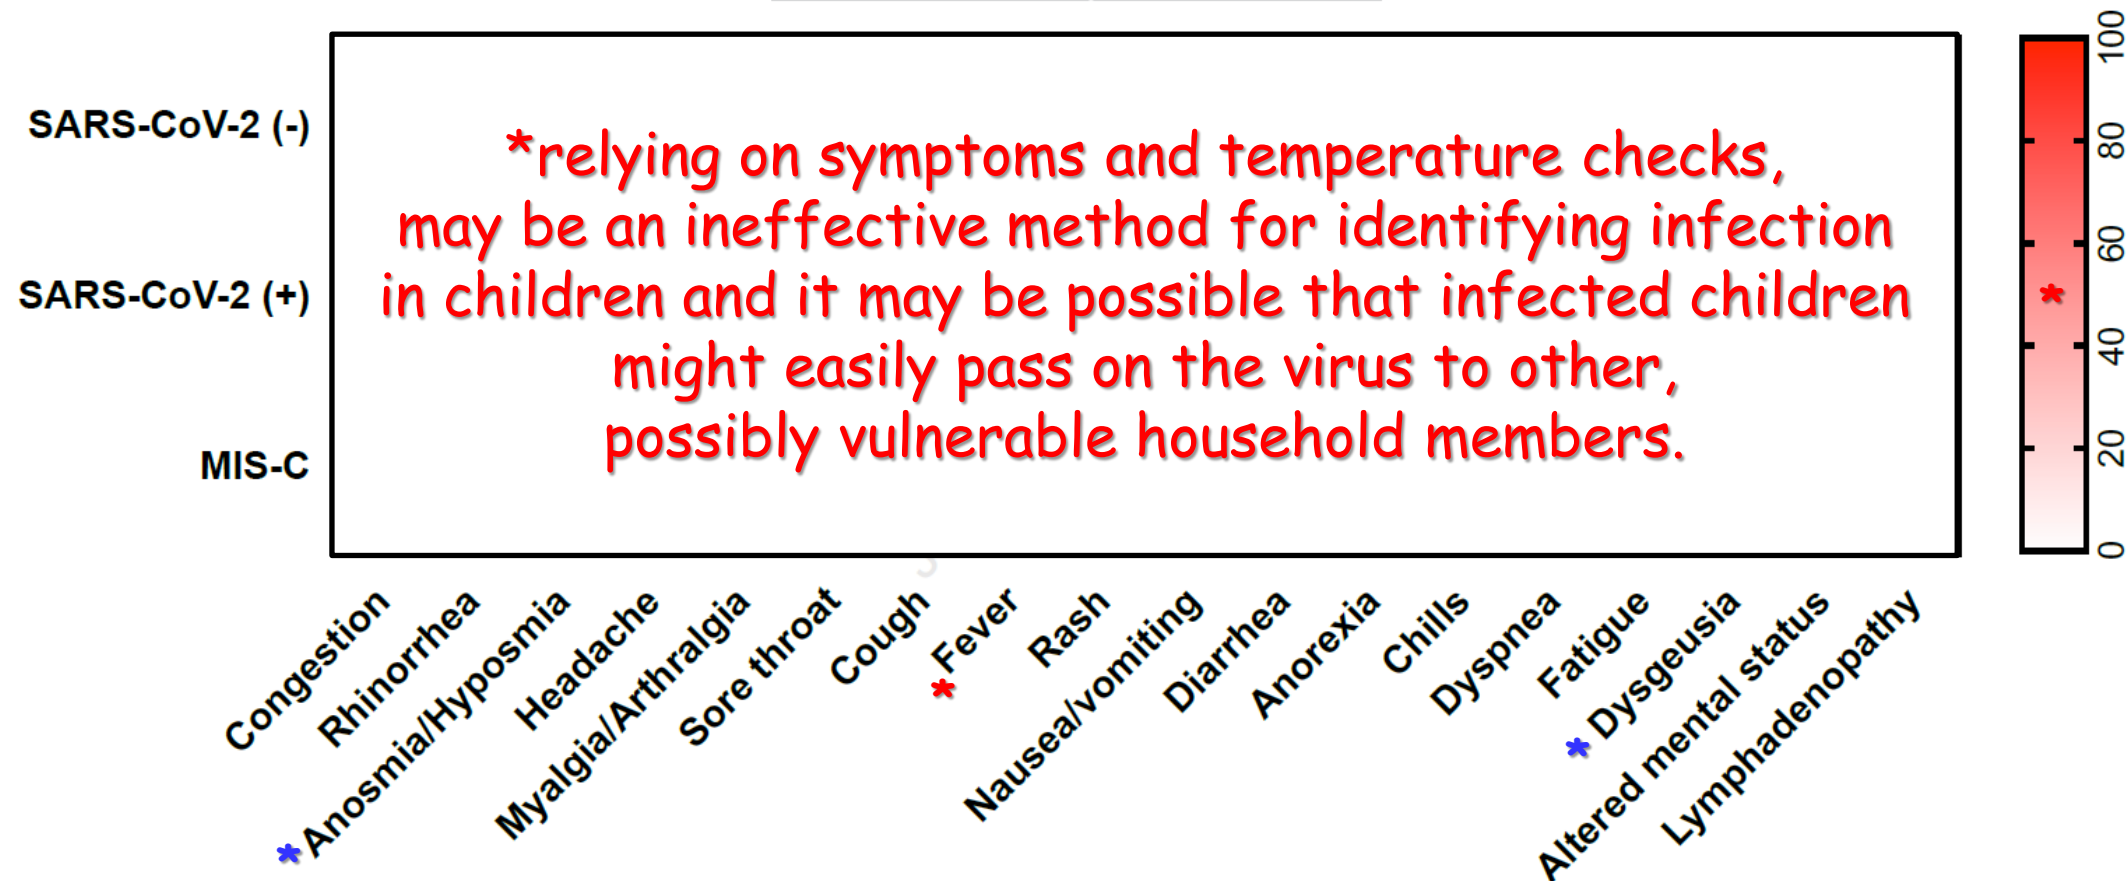 SARS-CoV-2 (-)
SARS-CoV-2 (+)
MIS-C
*relying on symptoms and temperature checks,
may be an ineffective method for identifying infection
in children and it may be possible that infected children
might easily pass on the virus to other,
possibly vulnerable household members.
100
80
60
*
40
20
0
Congestion
Rhinorrhea
*Anosmia/Hyposmia
Headache
Myalgia/Arthralgia
Sore throat
Cough
*Fever
Rash
Nausea/vomiting
Diarrhea
Anorexia
Chills
Dyspnea
Fatigue
*Dysgeusia
Altered mental status
Lymphadenopathy